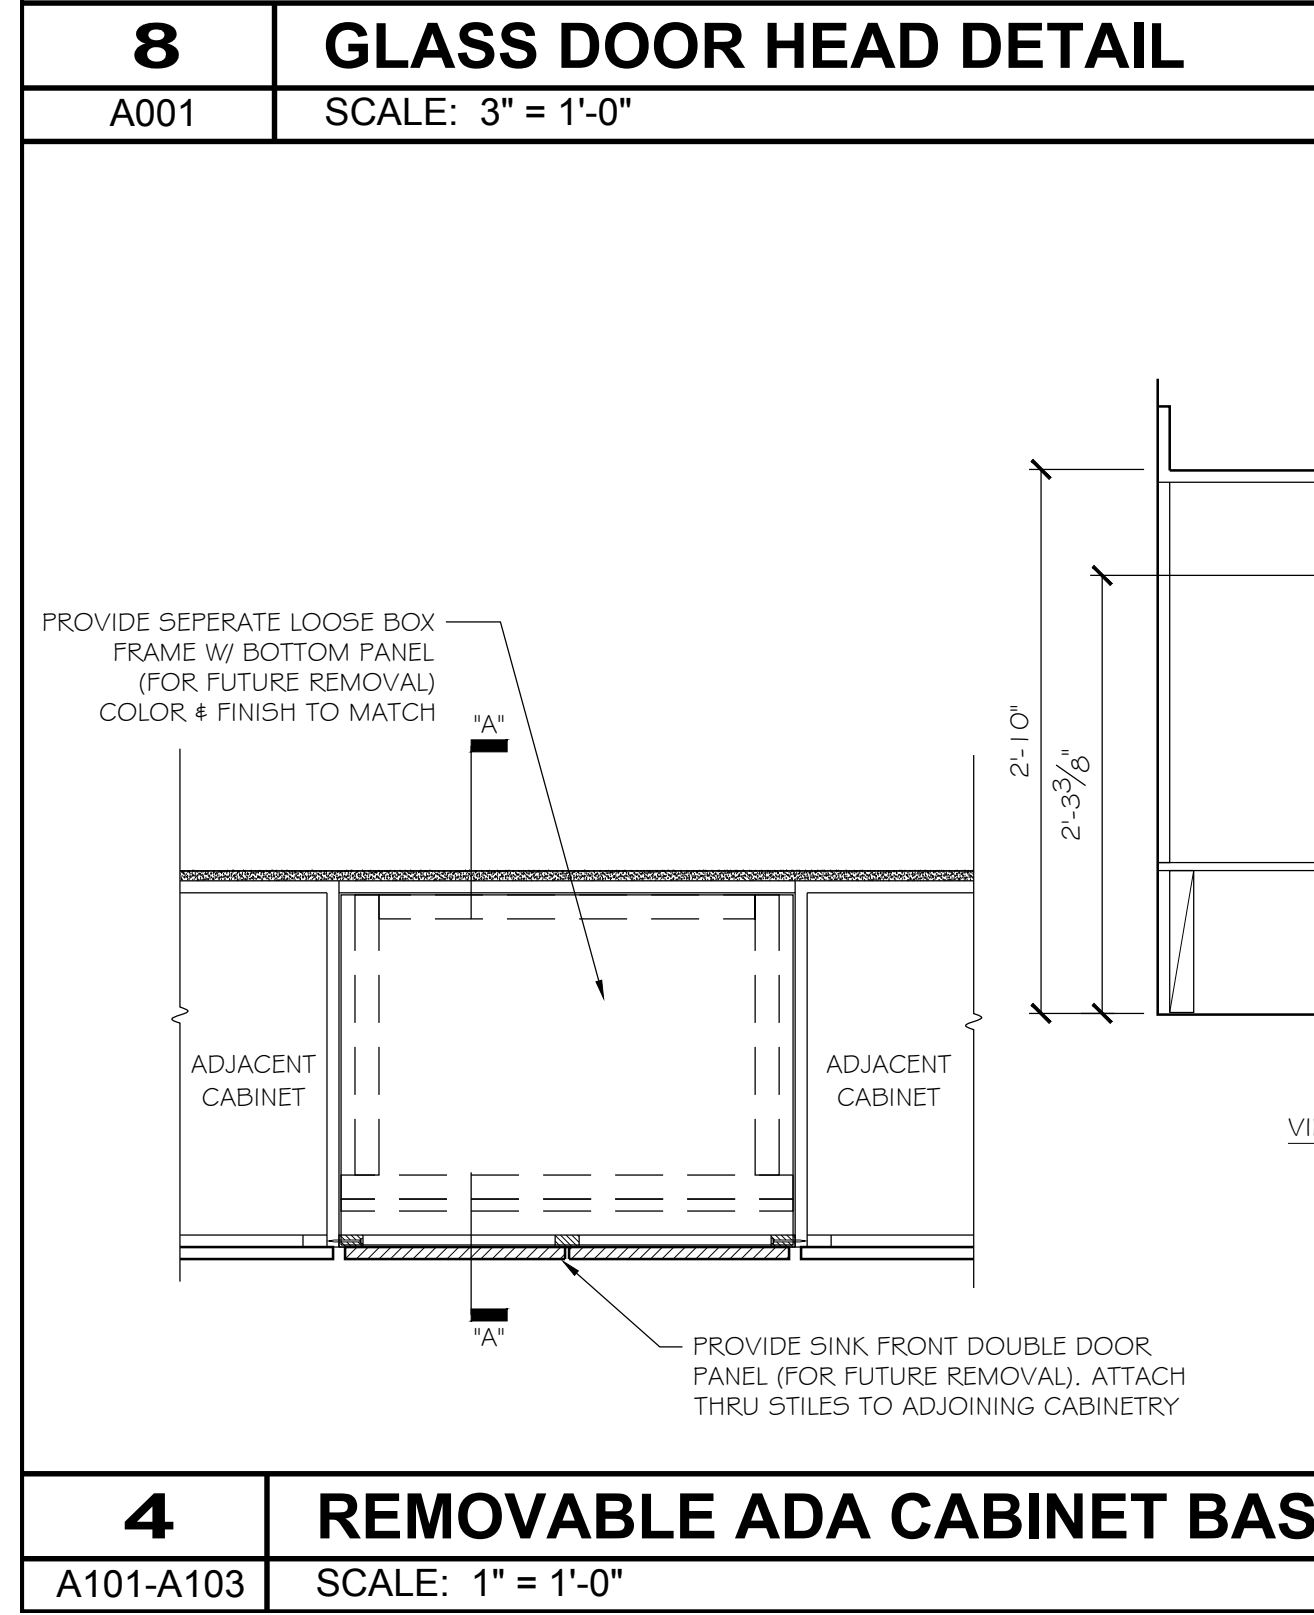 8
GLASS DOOR HEAD DETAIL
A001
SCALE: 3" = 1'-0"
PROVIDE SEPERATE LOOSE BOX
FRAME W/ BOTTOM PANEL
(FOR FUTURE REMOVAL)
COLOR & FINISH TO MATCH
"A"
2'-10"
2'-3 3/8"
ADJACENT
CABINET
ADJACENT
CABINET
VI
"A"
PROVIDE SINK FRONT DOUBLE DOOR
PANEL (FOR FUTURE REMOVAL). ATTACH
THRU STILES TO ADJOINING CABINETRY
4
REMOVABLE ADA CABINET BAS
A101-A103
SCALE: 1" = 1'-0"